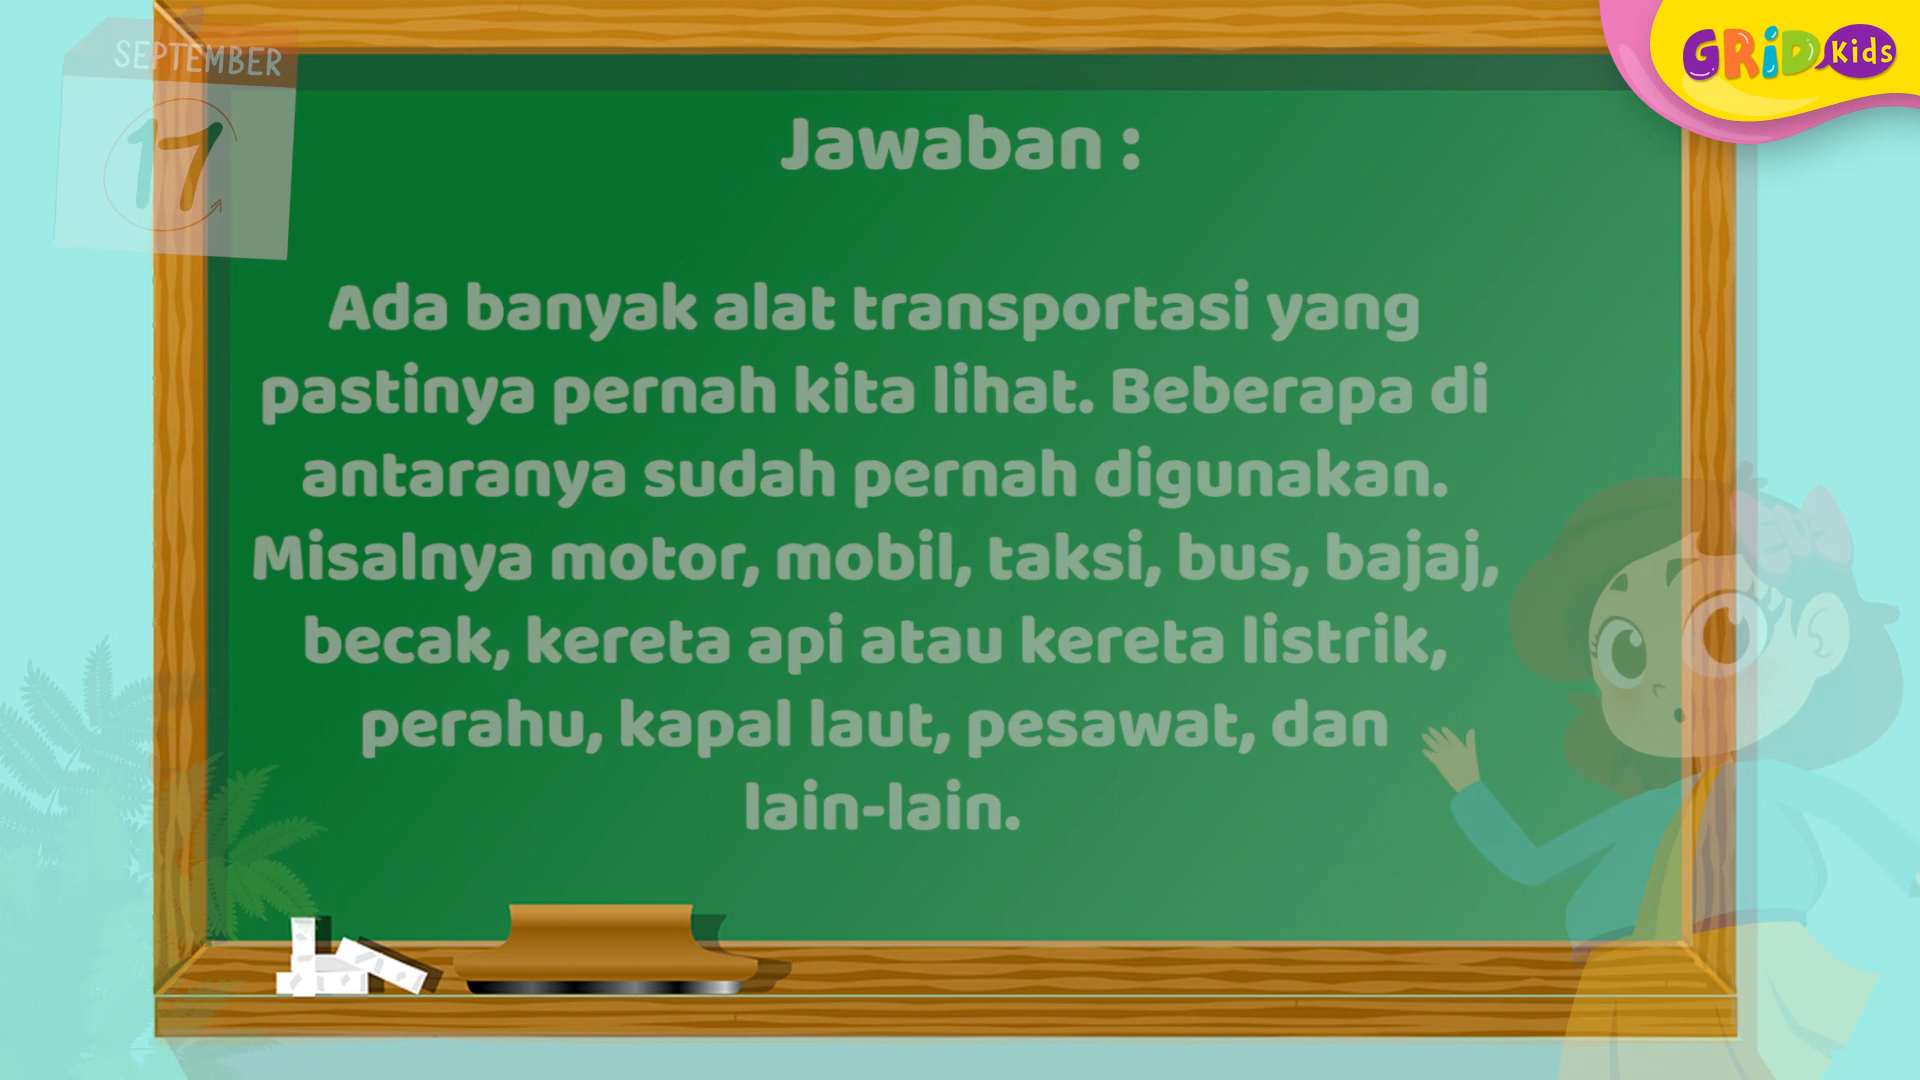 SEPTEMBER
17
GRiD Kids
Jawaban :
Ada banyak alat transportasi yang
pastinya pernah kita lihat. Beberapa di
antaranya sudah pernah digunakan.
Misalnya motor, mobil, taksi, bus, bajaj,
becak, kereta api atau kereta listrik,
perahu, kapal laut, pesawat, dan
lain-lain.